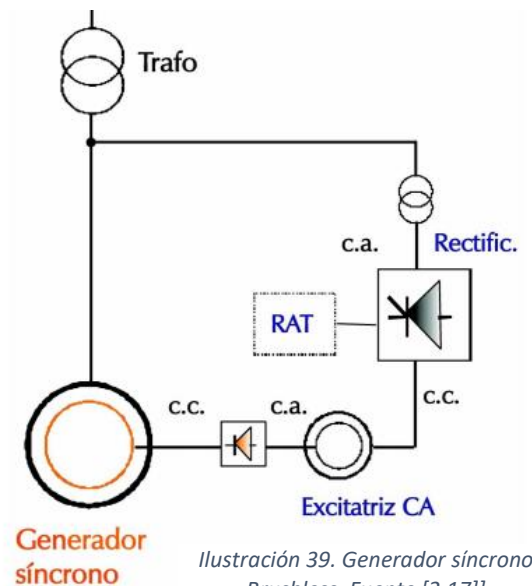 Trafo
c.a.
Rectific.
RAT
c.c.
c.a.
c.c.
Excitatriz CA
Generador
síncrono
Ilustración 39. Generador síncrono
Brushless. Fuente [2.17]]